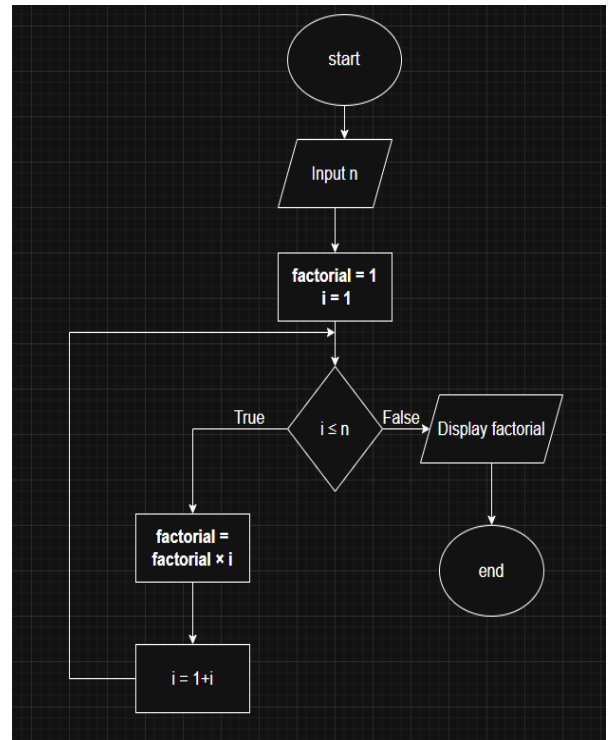 start
Input n
factorial = 1
i = 1
i ≤ n
True
False
Display factorial
factorial =
factorial × i
i = 1+i
end